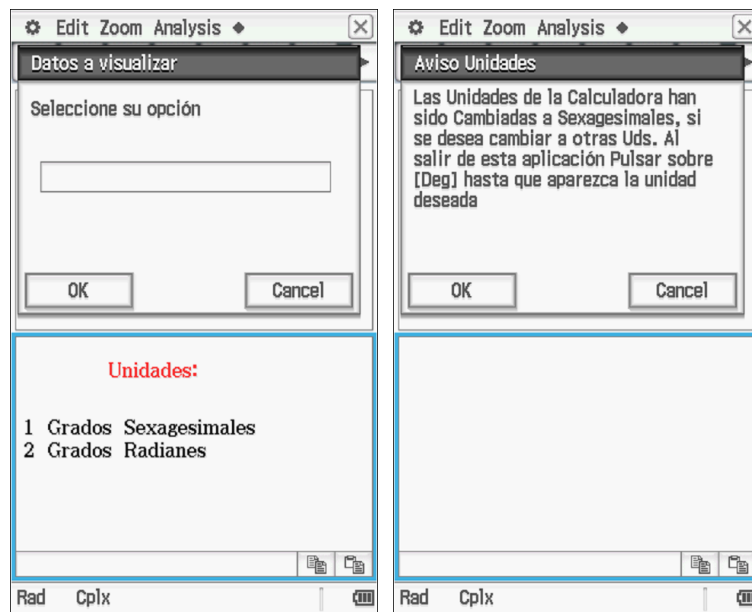 Edit Zoom Analysis
Datos a visualizar
Seleccione su opción
OK Cancel
Unidades:
1 Grados Sexagesimales
2 Grados Radianes
Rad Cplx
Edit Zoom Analysis
Aviso Unidades
Las Unidades de la Calculadora han
sido Cambiadas a Sexagesimales, si
se desea cambiar a otras Uds. Al
salir de esta aplicación Pulsar sobre
[Deg] hasta que aparezca la unidad
deseada
OK Cancel
Rad Cplx